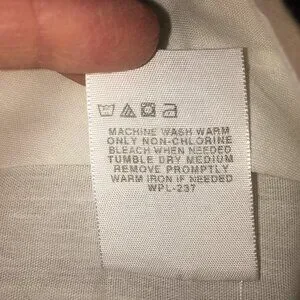 MACHINE WASH WARM
ONLY NON-CHLORINE
BLEACH WHEN NEEDED
TUMBLE DRY MEDIUM
REMOVE PROMPTLY
WARM IRON IF NEEDED
WPL-237